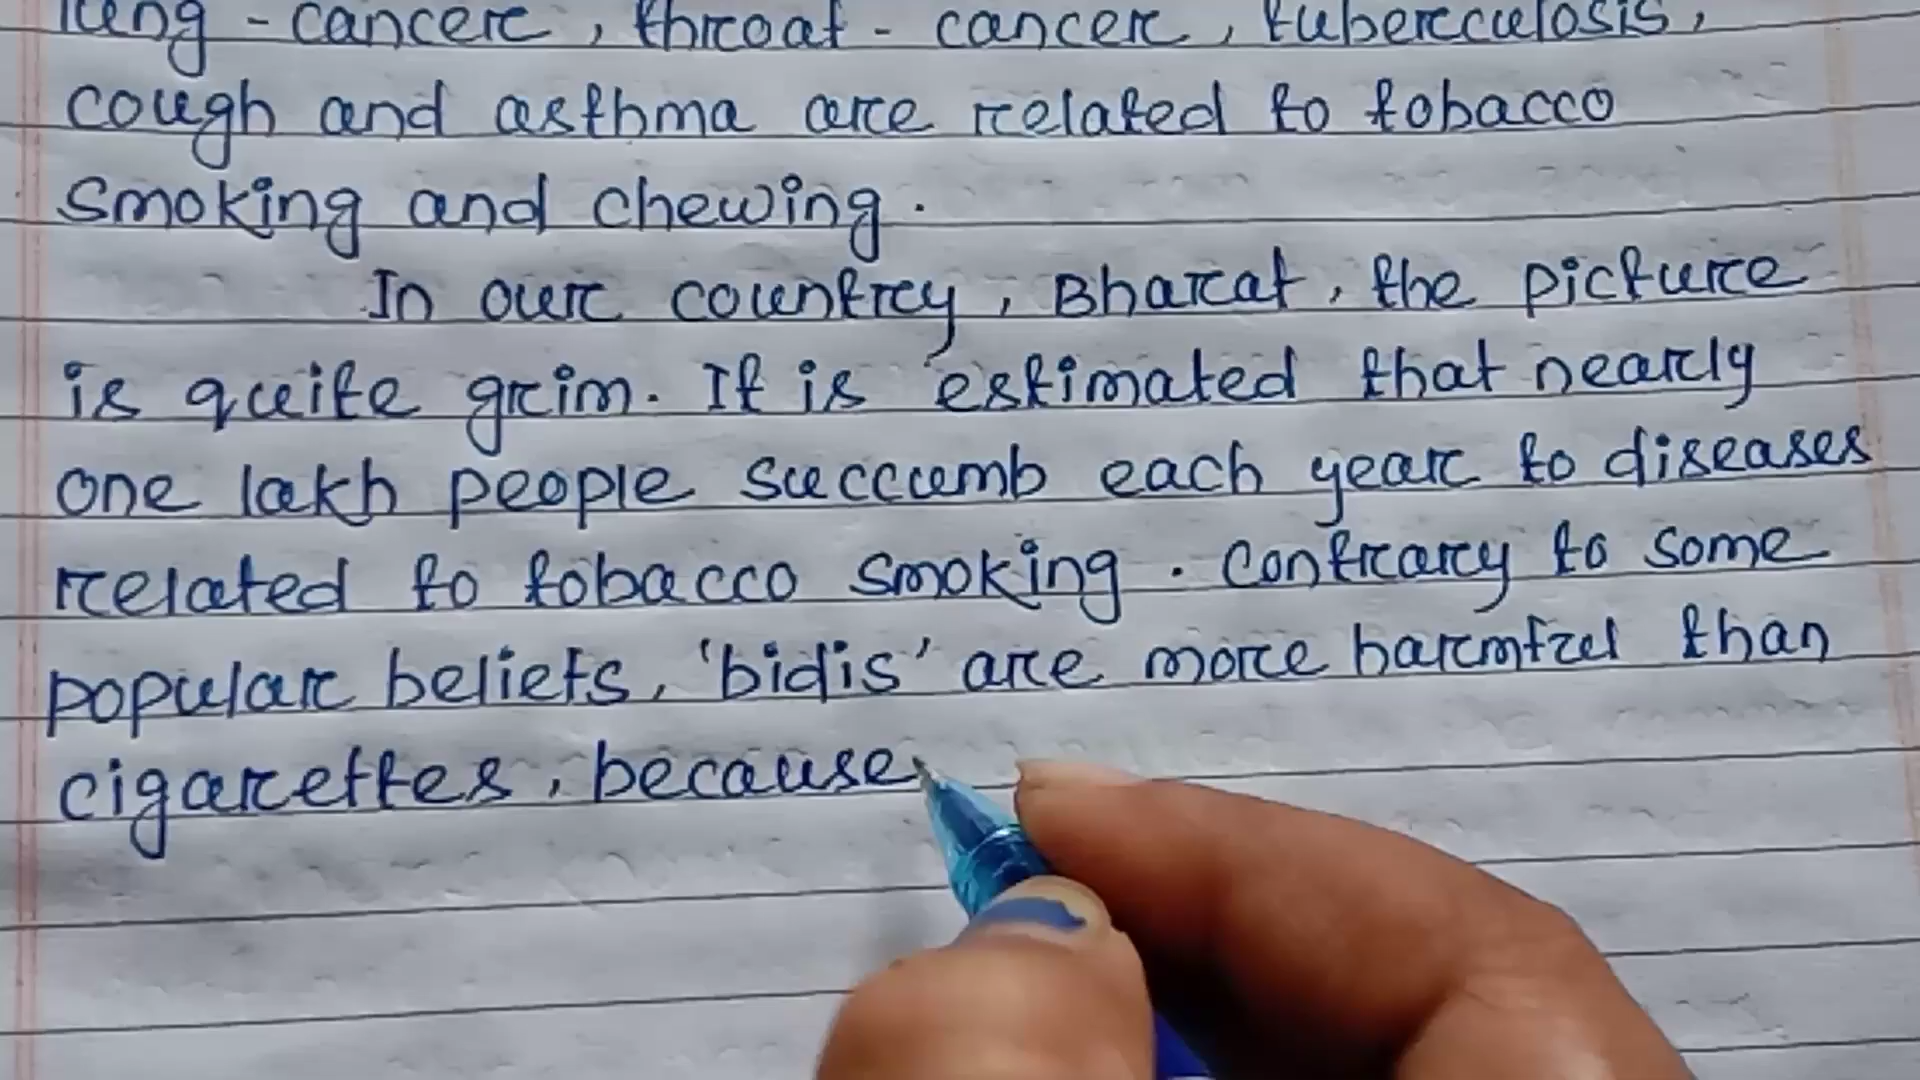 lung - cancer, throat - cancer, tuberculosis,
cough and asthma are related to tobacco
smoking and chewing.
In our country, Bharat, the picture
is quite grim. It is estimated that nearly
one lakh people succumb each year to diseases
related to tobacco smoking. Contrary to some
popular beliefs, 'bidis' are more harmful than
cigarettes, because